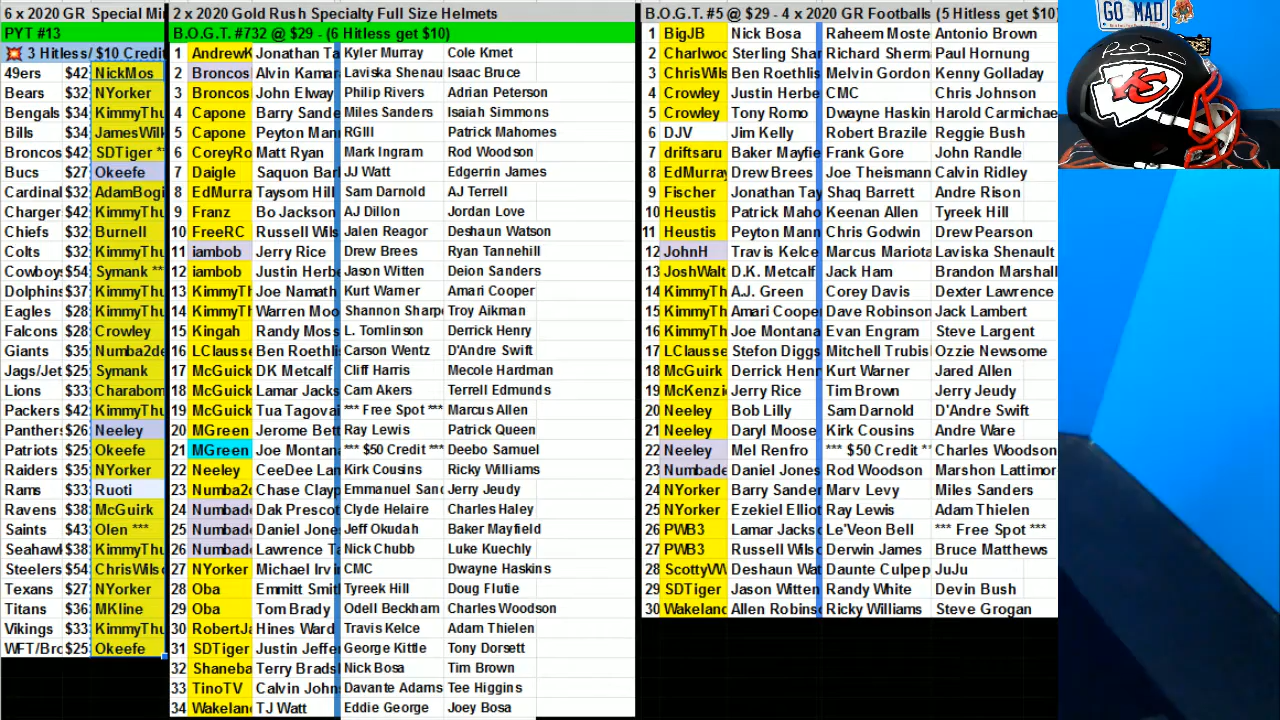 6 x 2020 GR Special Mi
PYT #13
3 Hitless/ $10 Credit
49ers $42 NickMos
Bears $32 NYorker
Bengals $34 KimmyThu
Bills $34 JamesWilk
Broncos $42 SDTiger **
Bucs $27 Okeefe
Cardinal $32 AdamBogi
Charger $42 KimmyThu
Chiefs $32 Burnell
Colts $32 KimmyThu
Cowboys $54 Symank ***
Dolphins $37 KimmyThu
Eagles $28 KimmyThu
Falcons $28 Crowley
Giants $35 Numba2de
Jags/Jet $25 Symank
Lions $33 Charabom
Packers $42 KimmyThu
Panthers $26 Neeley
Patriots $25 Okeefe
Raiders $35 NYorker
Rams $33 Ruoti
Ravens $38 McGuirk
Saints $43 Olen ***
Seahawl $38 KimmyThu
Steelers $54 ChrisWils
Texans $27 NYorker
Titans $36 MKline
Vikings $33 KimmyThu
WFT/Bro $25 Okeefe
2 x 2020 Gold Rush Specialty Full Size Helmets
B.O.G.T. #732 @ $29 - (6 Hitless get $10)
1 AndrewK Jonathan Ta Kyler Murray Cole Kmet
2 Broncos Alvin Kamar Laviska Shenau Isaac Bruce
3 Broncos John Elway Philip Rivers Adrian Peterson
4 Capone Barry Sande Miles Sanders Isaiah Simmons
5 Capone Peyton Mann RGIII Patrick Mahomes
6 CoreyRo Matt Ryan Mark Ingram Rod Woodson
7 Daigle Saquon Barl JJ Watt Edgerrin James
8 EdMurra Taysom Hill Sam Darnold AJ Terrell
9 Franz Bo Jackson AJ Dillon Jordan Love
10 FreeRC Russell Wils Jalen Reagor Deshaun Watson
11 iambob Jerry Rice Drew Brees Ryan Tannehill
12 iambob Justin Herbe Jason Witten Deion Sanders
13 KimmyTh Joe Namath Kurt Warner Amari Cooper
14 KimmyTh Warren Moo Shannon Sharpe Troy Aikman
15 Kingah Randy Moss L. Tomlinson Derrick Henry
16 LClausse Ben Roethli Carson Wentz D'Andre Swift
17 McGuick DK Metcalf Cliff Harris Mecole Hardman
18 McGuick Lamar Jacks Cam Akers Terrell Edmunds
19 McGuick Tua Tagovai *** Free Spot *** Marcus Allen
20 MGreen Jerome Bett Ray Lewis Patrick Queen
21 MGreen Joe Montana *** $50 Credit *** Deebo Samuel
22 Neeley CeeDee Lan Kirk Cousins Ricky Williams
23 Numba2d Chase Clayp Emmanuel Sand Jerry Jeudy
24 Numbade Dak Prescot Clyde Helaire Charles Haley
25 Numbade Daniel Jone Jeff Okudah Baker Mayfield
26 Numbade Lawrence Ta Nick Chubb Luke Kuechly
27 NYorker Michael Irvi CMC Dwayne Haskins
28 Oba Emmitt Smit Tyreek Hill Doug Flutie
29 Oba Tom Brady Odell Beckham Charles Woodson
30 RobertJa Hines Ward Travis Kelce Adam Thielen
31 SDTiger Justin Jeffer George Kittle Tony Dorsett
32 Shaneba Terry Brads Nick Bosa Tim Brown
33 TinoTV Calvin John Davante Adams Tee Higgins
34 Wakelan TJ Watt Eddie George Joey Bosa
B.O.G.T. #5 @ $29 - 4 x 2020 GR Footballs (5 Hitless get $10)
1 BigJB Nick Bosa Raheem Moste Antonio Brown
2 Charlwoo Sterling Shar Richard Sherm Paul Hornung
3 ChrisWils Ben Roethlis Melvin Gordon Kenny Golladay
4 Crowley Justin Herbe CMC Chris Johnson
5 Crowley Tony Romo Dwayne Haskin Harold Carmichae
6 DJV Jim Kelly Robert Brazile Reggie Bush
7 driftsaru Baker Mayfie Frank Gore John Randle
8 EdMurray Drew Brees Joe Theismann Calvin Ridley
9 Fischer Jonathan Tay Shaq Barrett Andre Rison
10 Heustis Patrick Maho Keenan Allen Tyreek Hill
11 Heustis Peyton Mann Chris Godwin Drew Pearson
12 JohnH Travis Kelce Marcus Mariota Laviska Shenault
13 JoshWalt D.K. Metcalf Jack Ham Brandon Marshall
14 KimmyTh A.J. Green Corey Davis Dexter Lawrence
15 KimmyTh Amari Cooper Dave Robinson Jack Lambert
16 KimmyTh Joe Montana Evan Engram Steve Largent
17 LClausse Stefon Diggs Mitchell Trubis Ozzie Newsome
18 McGuirk Derrick Henr Kurt Warner Jared Allen
19 McKenzi Jerry Rice Tim Brown Jerry Jeudy
20 Neeley Bob Lilly Sam Darnold D'Andre Swift
21 Neeley Daryl Moose Kirk Cousins Andre Ware
22 Neeley Mel Renfro *** $50 Credit ** Charles Woodson
23 Numbade Daniel Jones Rod Woodson Marshon Lattimor
24 NYorker Barry Sander Marv Levy Miles Sanders
25 NYorker Ezekiel Elliot Ray Lewis Adam Thielen
26 PWB3 Lamar Jacks Le'Veon Bell *** Free Spot ***
27 PWB3 Russell Wils Derwin James Bruce Matthews
28 ScottyW Deshaun Wat Daunte Culpep JuJu
29 SDTiger Jason Witten Randy White Devin Bush
30 Wakeland Allen Robins Ricky Williams Steve Grogan
GO MAD
KC